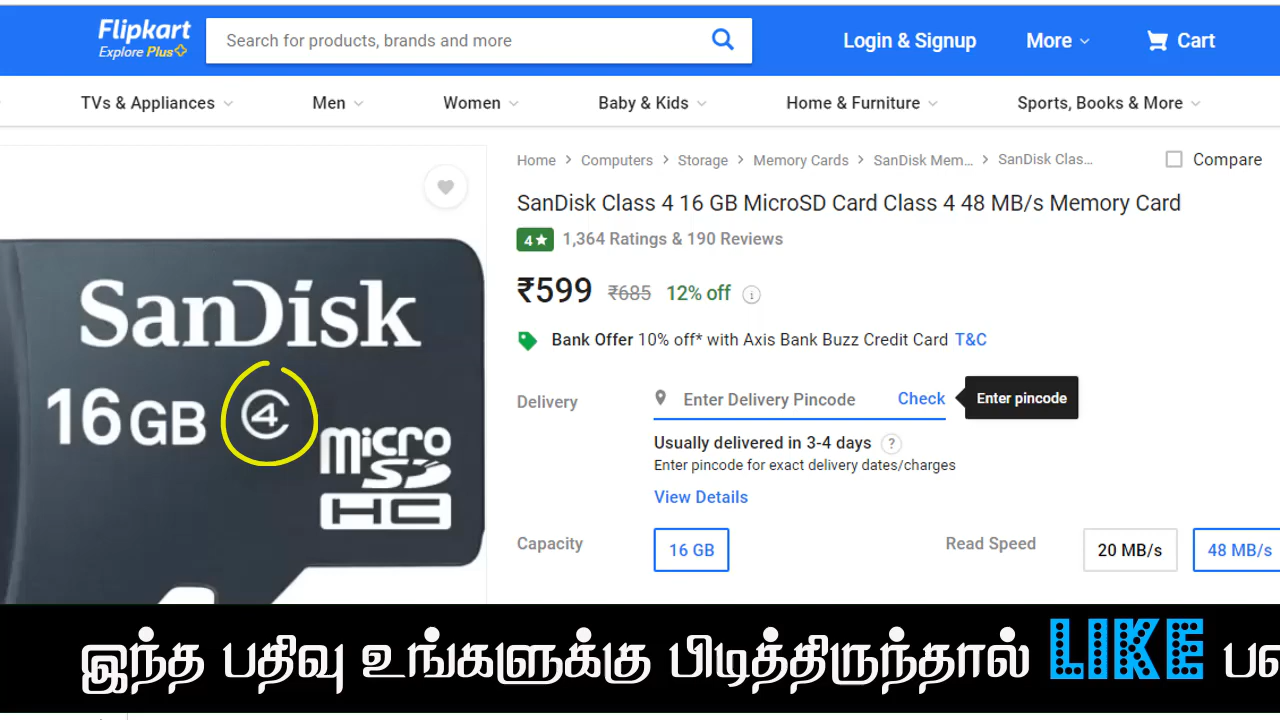 Flipkart
Explore Plus
Search for products, brands and more
Login & Signup
More
Cart
TVs & Appliances
Men
Women
Baby & Kids
Home & Furniture
Sports, Books & More
Home
Computers
Storage
Memory Cards
SanDisk Mem...
SanDisk Clas...
Compare
SanDisk Class 4 16 GB MicroSD Card Class 4 48 MB/s Memory Card
4★ 1,364 Ratings & 190 Reviews
₹599 ₹685 12% off
Bank Offer 10% off* with Axis Bank Buzz Credit Card T&C
Delivery
Enter Delivery Pincode
Check
Enter pincode
Usually delivered in 3-4 days ?
Enter pincode for exact delivery dates/charges
View Details
Capacity
16 GB
Read Speed
20 MB/s
48 MB/s
SanDisk
16 GB 4
micro
SD
HC
இந்த பதிவு உங்களுக்கு பிடித்திருந்தால் LIKE